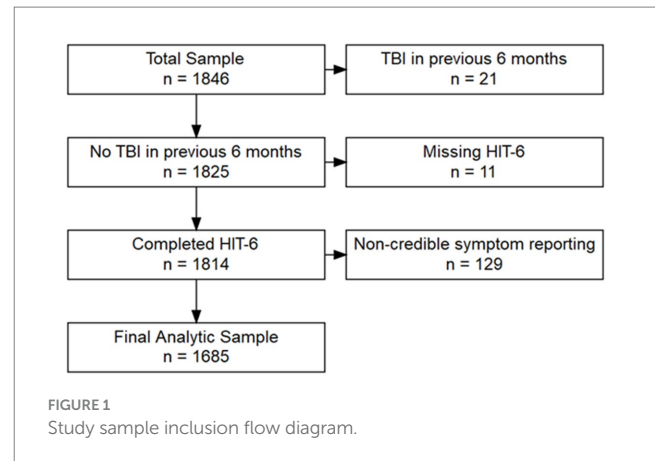 Total Sample
n = 1846
TBI in previous 6 months
n = 21
No TBI in previous 6 months
n = 1825
Missing HIT-6
n = 11
Completed HIT-6
n = 1814
Non-credible symptom reporting
n = 129
Final Analytic Sample
n = 1685
FIGURE 1
Study sample inclusion flow diagram.